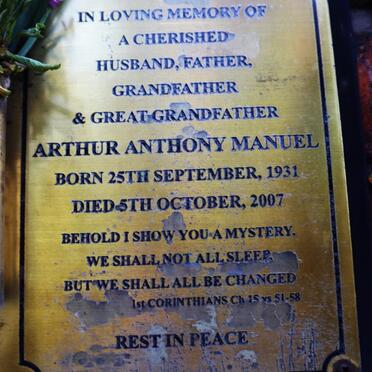 IN LOVING MEMORY OF
A CHERISHED
HUSBAND, FATHER,
GRANDFATHER
& GREAT GRANDFATHER
ARTHUR ANTHONY MANUEL
BORN 25TH SEPTEMBER, 1931
DIED 5TH OCTOBER, 2007
BEHOLD I SHOW YOU A MYSTERY,
WE SHALL NOT ALL SLEEP,
BUT WE SHALL ALL BE CHANGED
1st CORINTHIANS Ch 15 vs 51-58
REST IN PEACE